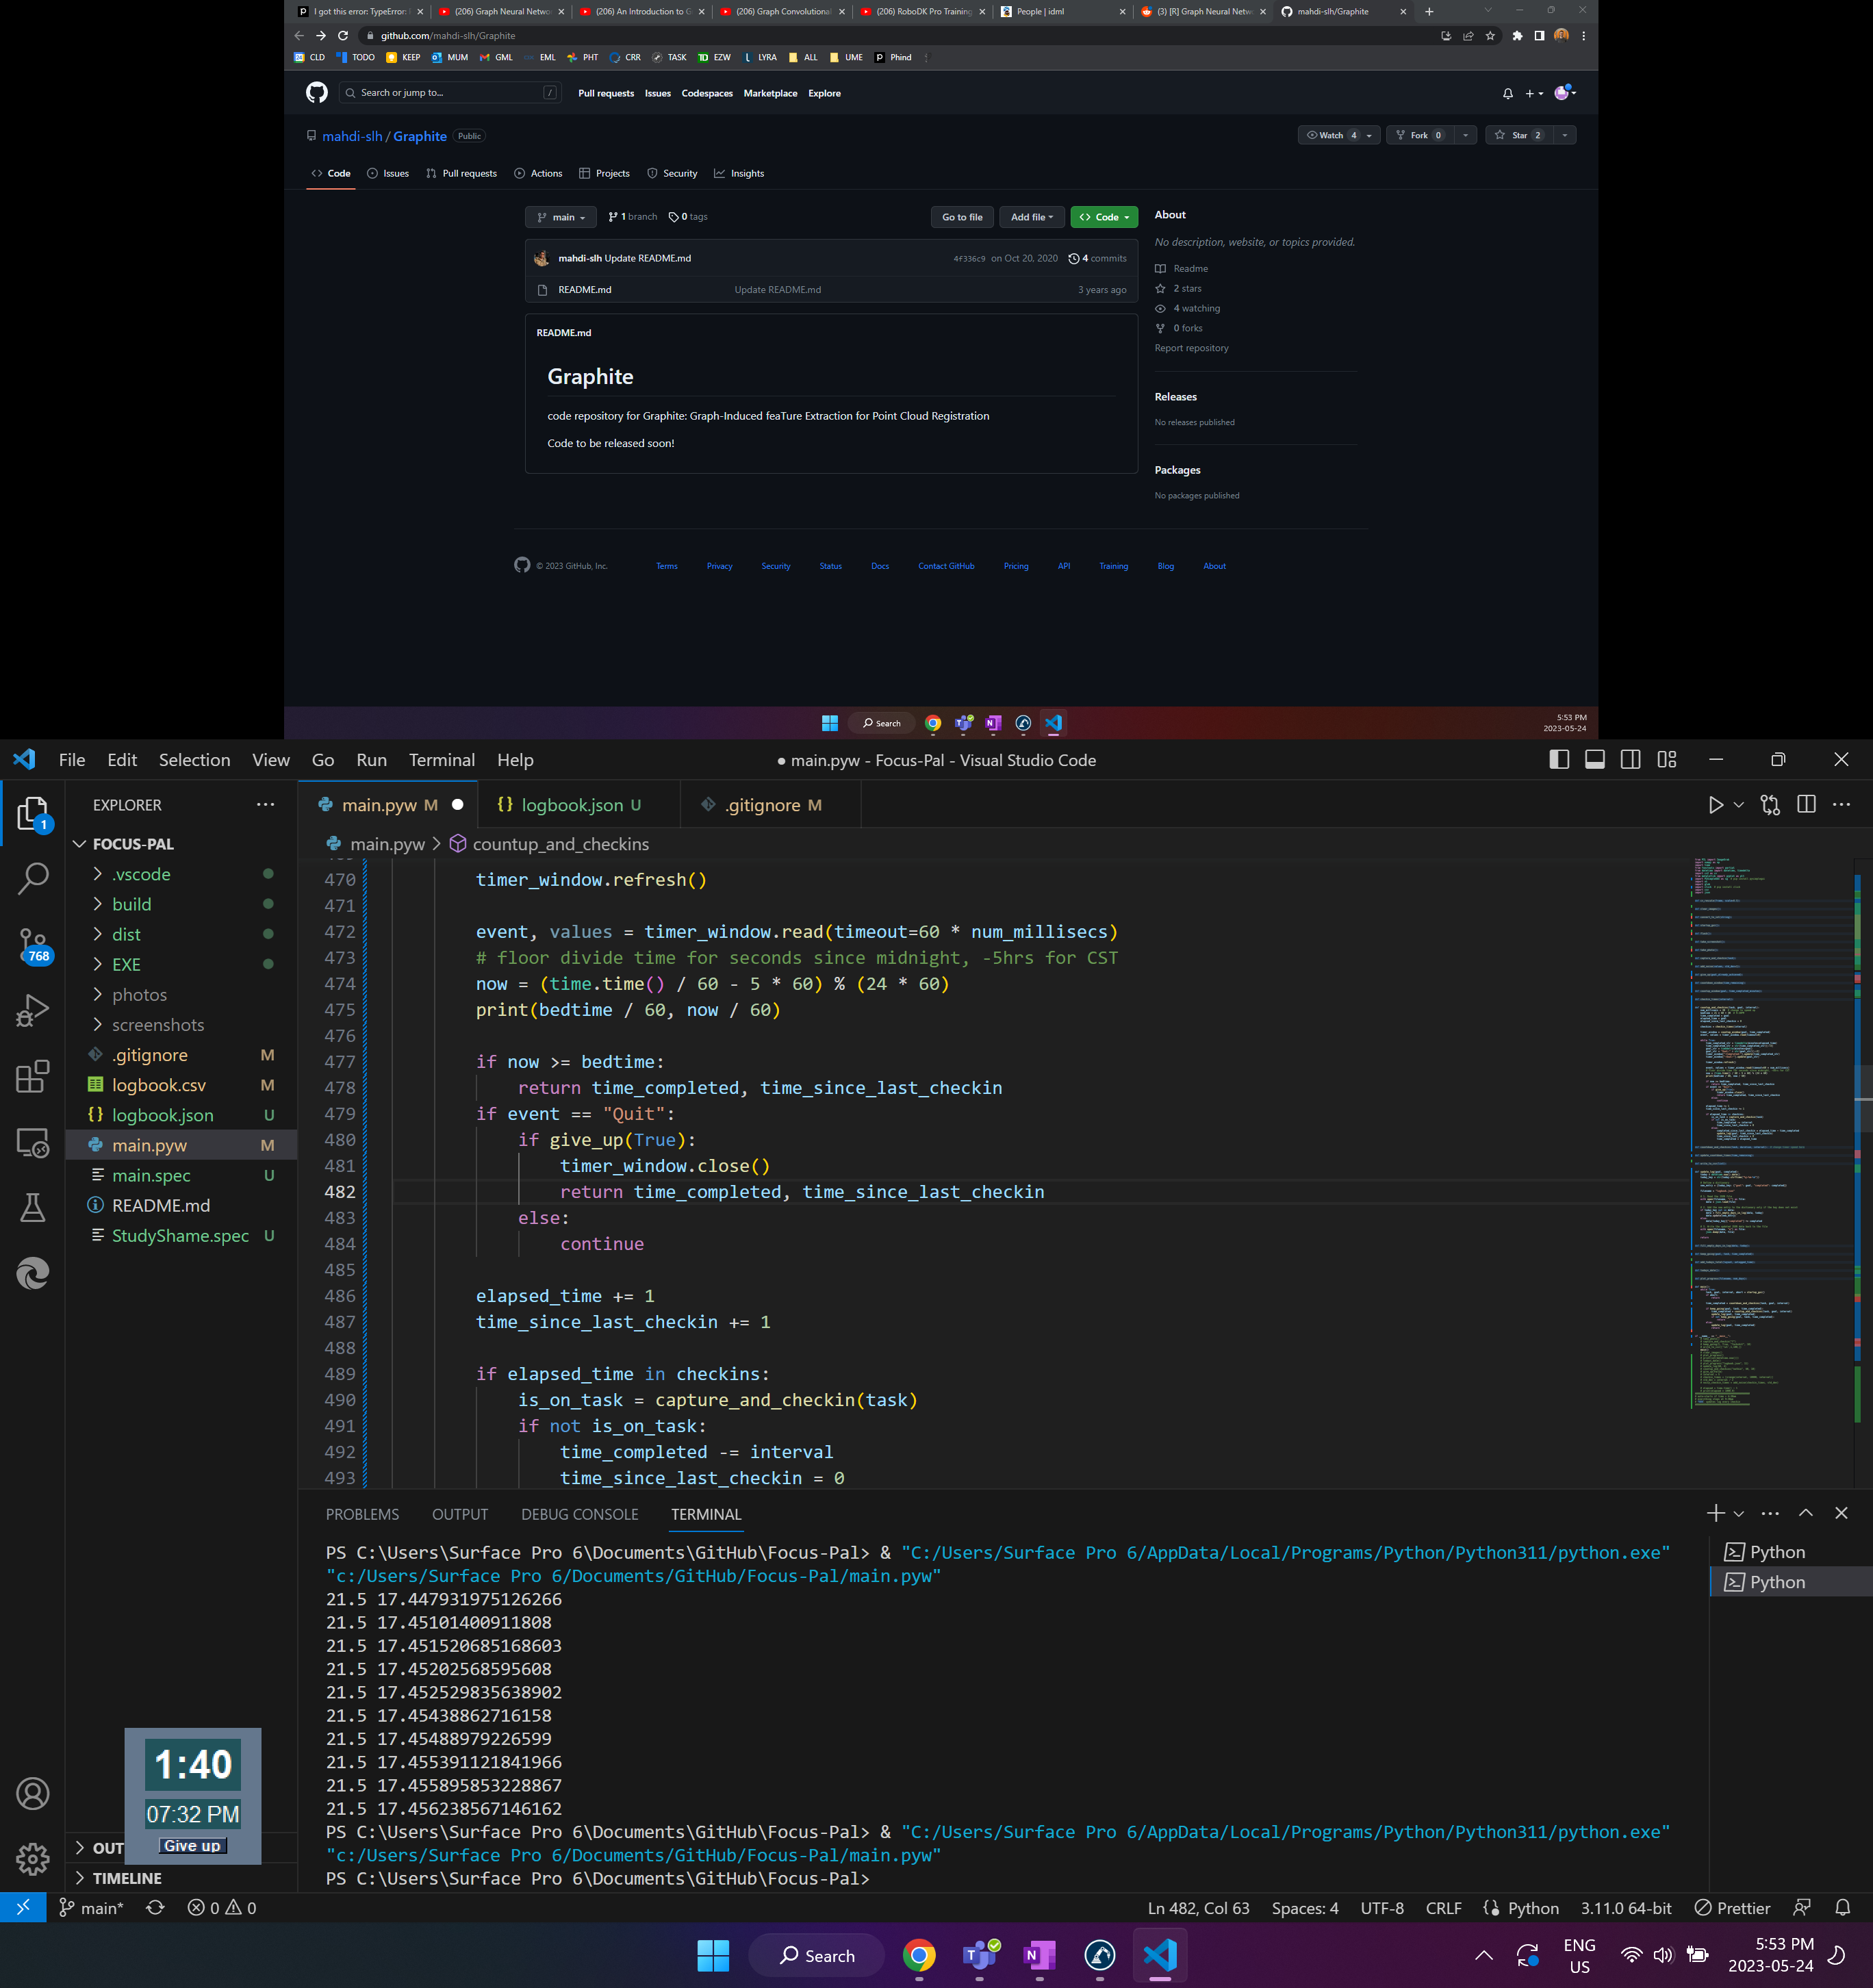 I got this error: TypeError:
(206) Graph Neural Netwo
(206) An Introduction to G
(206) Graph Convolutional
(206) RoboDK Pro Training
People | idml
(3) [R] Graph Neural Netw
mahdi-slh/Graphite
github.com/mahdi-slh/Graphite
CLD TODO KEEP MUM GML EML PHT CRR TASK EZW LYRA ALL UME Phind
Search or jump to... /
Pull requests Issues Codespaces Marketplace Explore
mahdi-slh / Graphite Public
Watch 4 Fork 0 Star 2
Code Issues Pull requests Actions Projects Security Insights
main 1 branch 0 tags
Go to file Add file Code
mahdi-slh Update README.md 4f336c9 on Oct 20, 2020 4 commits
README.md Update README.md 3 years ago
README.md
Graphite
code repository for Graphite: Graph-Induced feaTure Extraction for Point Cloud Registration
Code to be released soon!
About
No description, website, or topics provided.
Readme
2 stars
4 watching
0 forks
Report repository
Releases
No releases published
Packages
No packages published
© 2023 GitHub, Inc. Terms Privacy Security Status Docs Contact GitHub Pricing API Training Blog About
Search
5:53 PM
2023-05-24
File Edit Selection View Go Run Terminal Help
● main.pyw - Focus-Pal - Visual Studio Code
EXPLORER
1
768
FOCUS-PAL
.vscode
build
dist
EXE
photos
screenshots
.gitignore M
logbook.csv M
logbook.json U
main.pyw M
main.spec U
README.md
StudyShame.spec U
OUT
TIMELINE
1:40
07:32 PM
Give up
main.pyw M
logbook.json U
.gitignore M
main.pyw > countup_and_checkins
470 timer_window.refresh()
471
472 event, values = timer_window.read(timeout=60 * num_millisecs)
473 # floor divide time for seconds since midnight, -5hrs for CST
474 now = (time.time() / 60 - 5 * 60) % (24 * 60)
475 print(bedtime / 60, now / 60)
476
477 if now >= bedtime:
478 return time_completed, time_since_last_checkin
479 if event == "Quit":
480 if give_up(True):
481 timer_window.close()
482 return time_completed, time_since_last_checkin
483 else:
484 continue
485
486 elapsed_time += 1
487 time_since_last_checkin += 1
488
489 if elapsed_time in checkins:
490 is_on_task = capture_and_checkin(task)
491 if not is_on_task:
492 time_completed -= interval
493 time_since_last_checkin = 0
PROBLEMS OUTPUT DEBUG CONSOLE TERMINAL
Python
Python
PS C:\Users\Surface Pro 6\Documents\GitHub\Focus-Pal> & "C:/Users/Surface Pro 6/AppData/Local/Programs/Python/Python311/python.exe"
"c:/Users/Surface Pro 6/Documents/GitHub/Focus-Pal/main.pyw"
21.5 17.447931975126266
21.5 17.45101400911808
21.5 17.451520685168603
21.5 17.45202568595608
21.5 17.452529835638902
21.5 17.45438862716158
21.5 17.45488979226599
21.5 17.455391121841966
21.5 17.455895853228867
21.5 17.456238567146162
PS C:\Users\Surface Pro 6\Documents\GitHub\Focus-Pal> & "C:/Users/Surface Pro 6/AppData/Local/Programs/Python/Python311/python.exe"
"c:/Users/Surface Pro 6/Documents/GitHub/Focus-Pal/main.pyw"
PS C:\Users\Surface Pro 6\Documents\GitHub\Focus-Pal>
main* 0 0
Ln 482, Col 63 Spaces: 4 UTF-8 CRLF Python 3.11.0 64-bit Prettier
Search
ENG
US
5:53 PM
2023-05-24